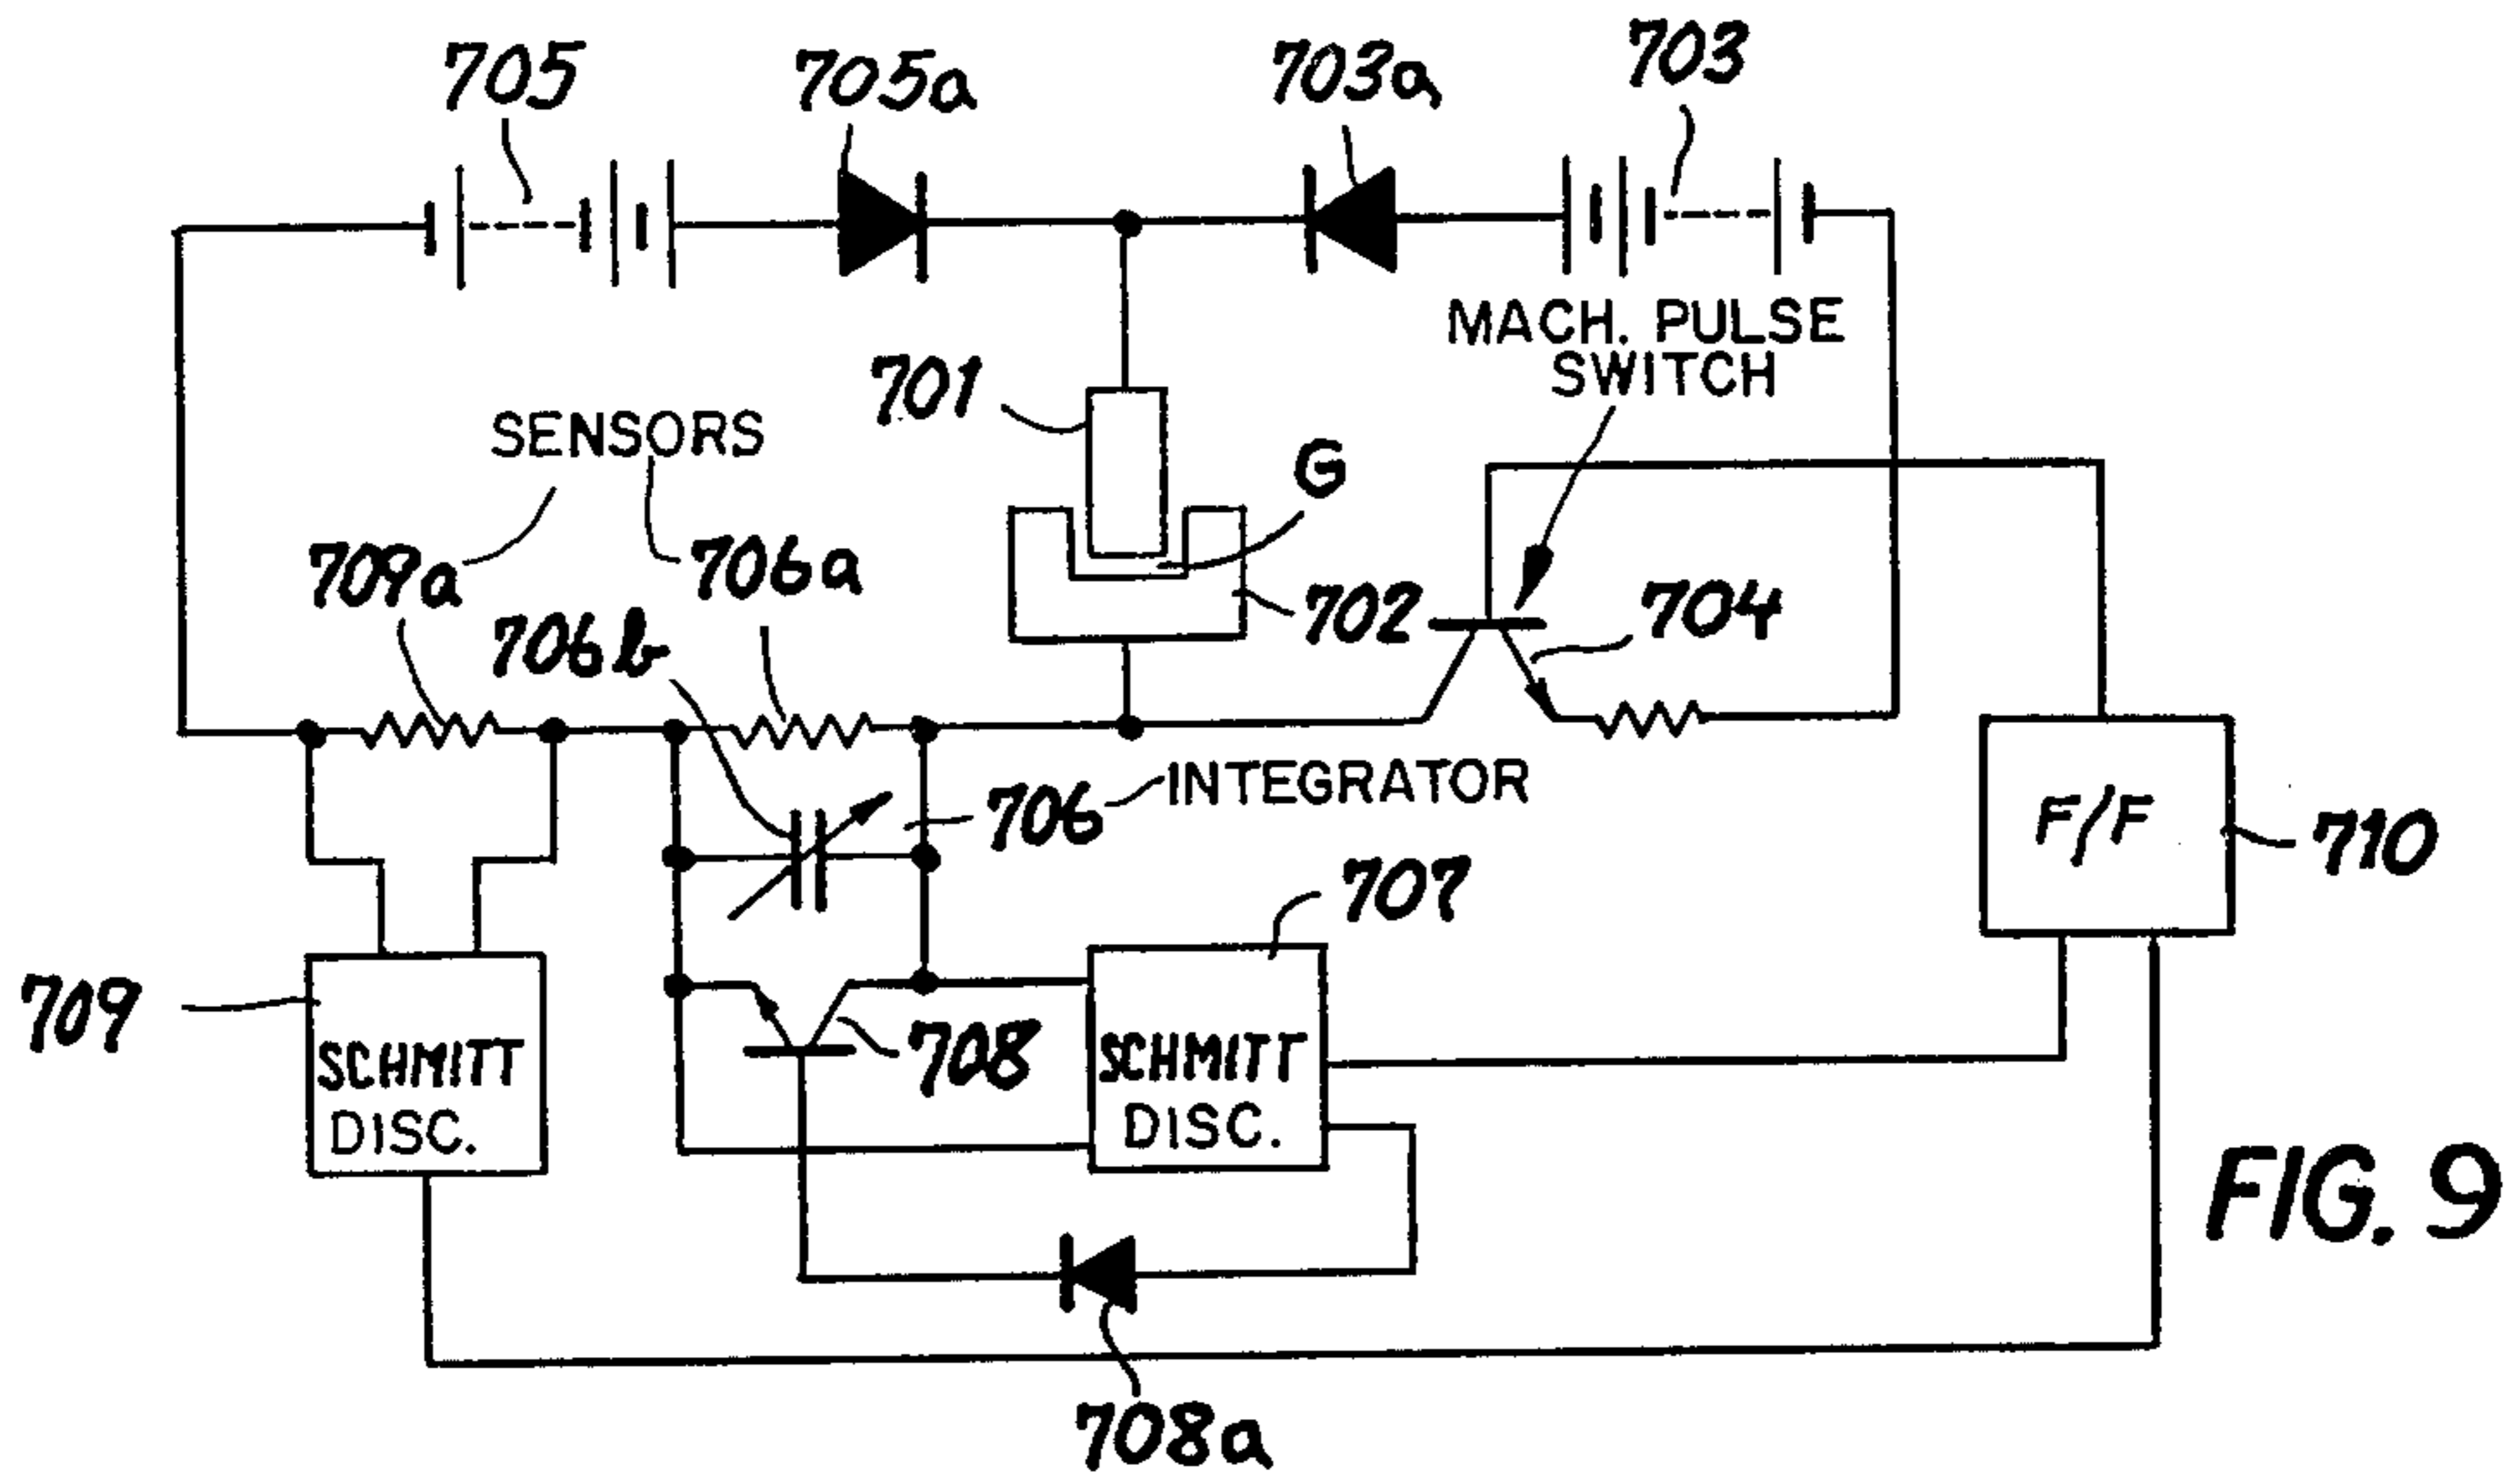 705
705a
703a
703
MACH. PULSE
SWITCH
701
SENSORS
G
709a
706a
702
704
706b
706
INTEGRATOR
F/F
710
707
709
SCHMITT
DISC.
708
SCHMITT
DISC.
FIG. 9
708a